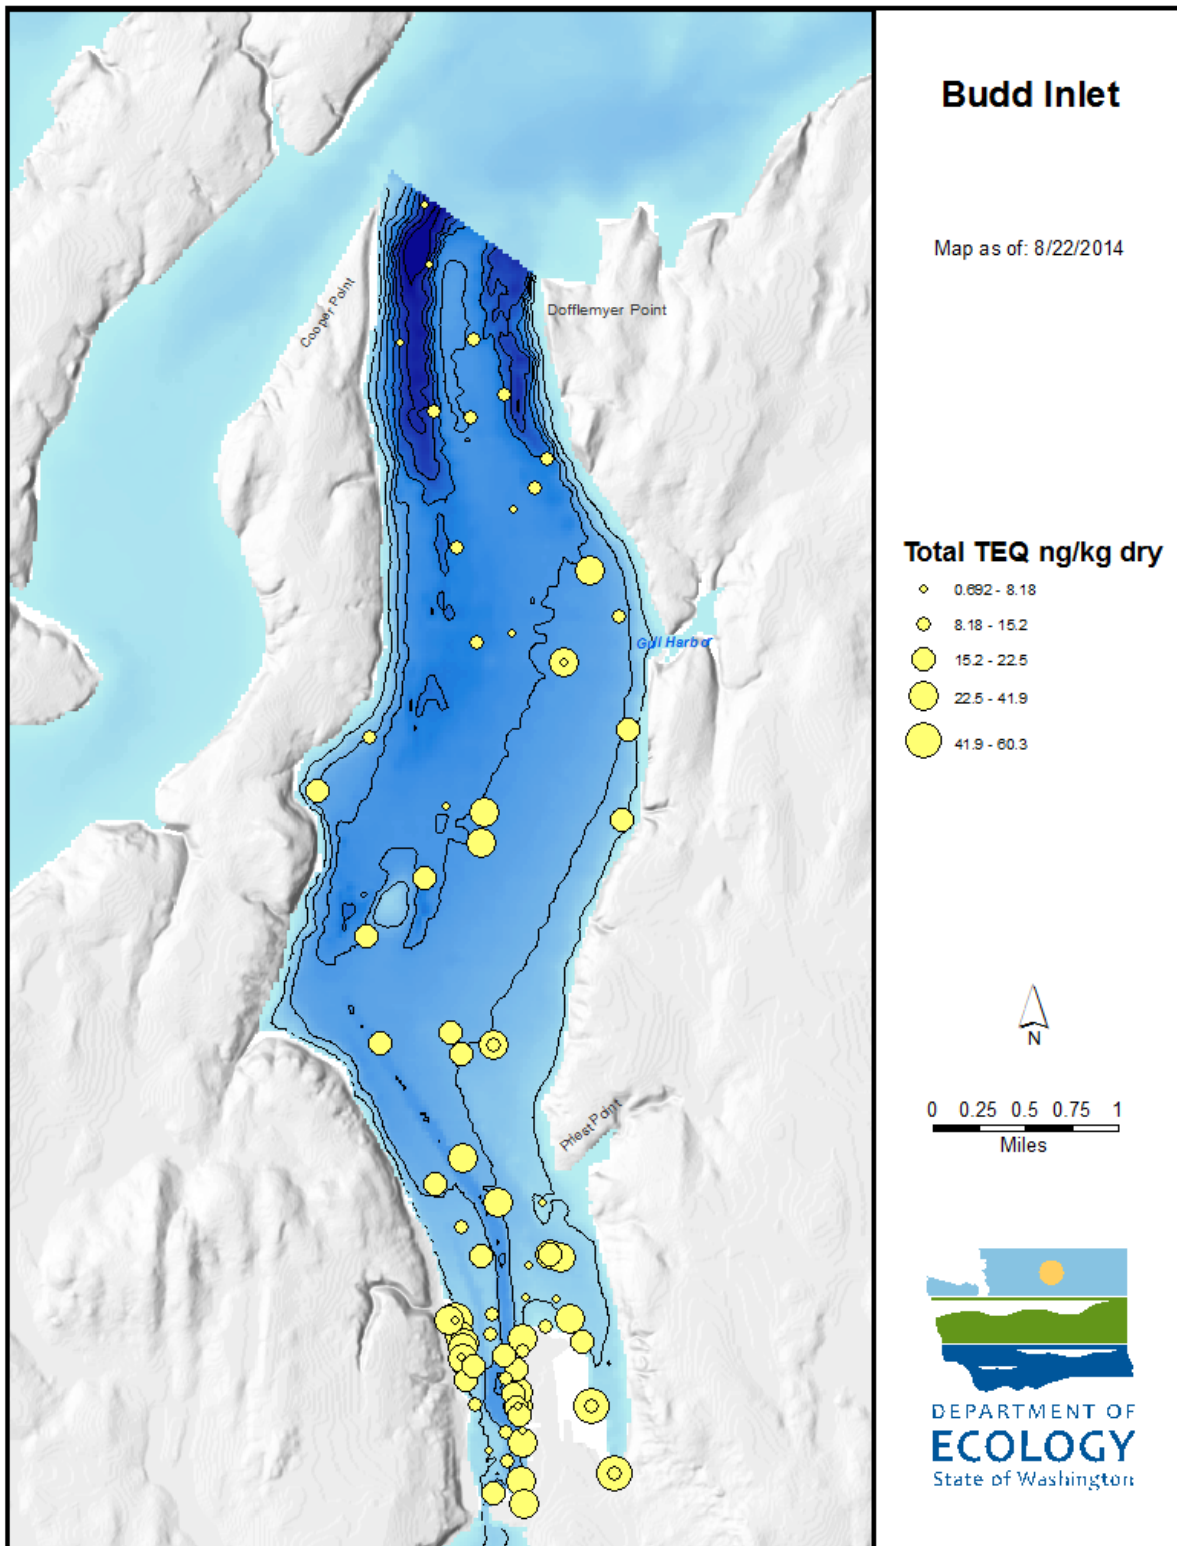 Budd Inlet
Map as of: 8/22/2014
Cooper Point
Dofflemyer Point
Total TEQ ng/kg dry
0.692 - 8.18
8.18 - 15.2
15.2 - 22.5
22.5 - 41.9
41.9 - 60.3
Gull Harbor
N
0 0.25 0.5 0.75 1
Miles
Priest Point
DEPARTMENT OF
ECOLOGY
State of Washington